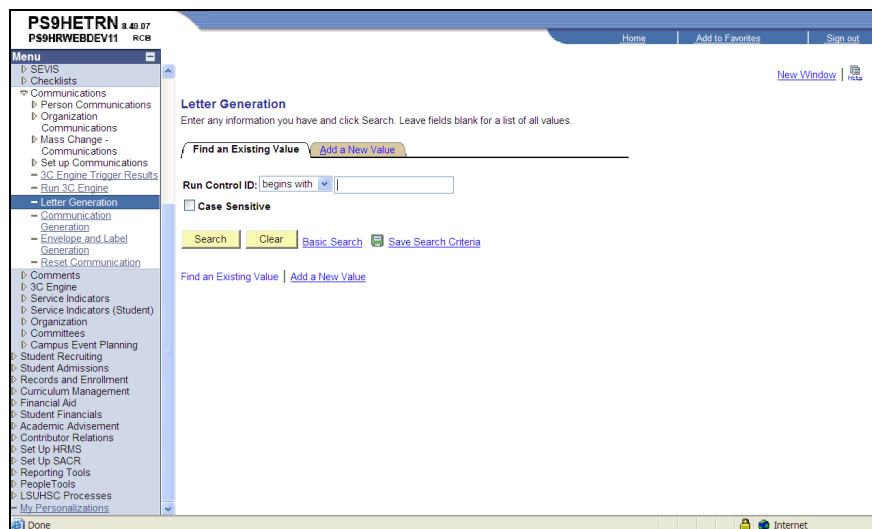 PS9HETRN 8.49.07
PS9HRWEBDEV11 RCB
Home
Add to Favorites
Sign out
Menu
SEVIS
Checklists
Communications
Person Communications
Organization
Communications
Mass Change -
Communications
Set up Communications
3C Engine Trigger Results
Run 3C Engine
Letter Generation
Communication
Generation
Envelope and Label
Generation
Reset Communication
Comments
3C Engine
Service Indicators
Service Indicators (Student)
Organization
Committees
Campus Event Planning
Student Recruiting
Student Admissions
Records and Enrollment
Curriculum Management
Financial Aid
Student Financials
Academic Advisement
Contributor Relations
Set Up HRMS
Set Up SACR
Reporting Tools
PeopleTools
LSUHSC Processes
My Personalizations
New Window
http
Letter Generation
Enter any information you have and click Search. Leave fields blank for a list of all values.
Find an Existing Value
Add a New Value
Run Control ID: begins with
Case Sensitive
Search Clear Basic Search Save Search Criteria
Find an Existing Value | Add a New Value
Done
Internet